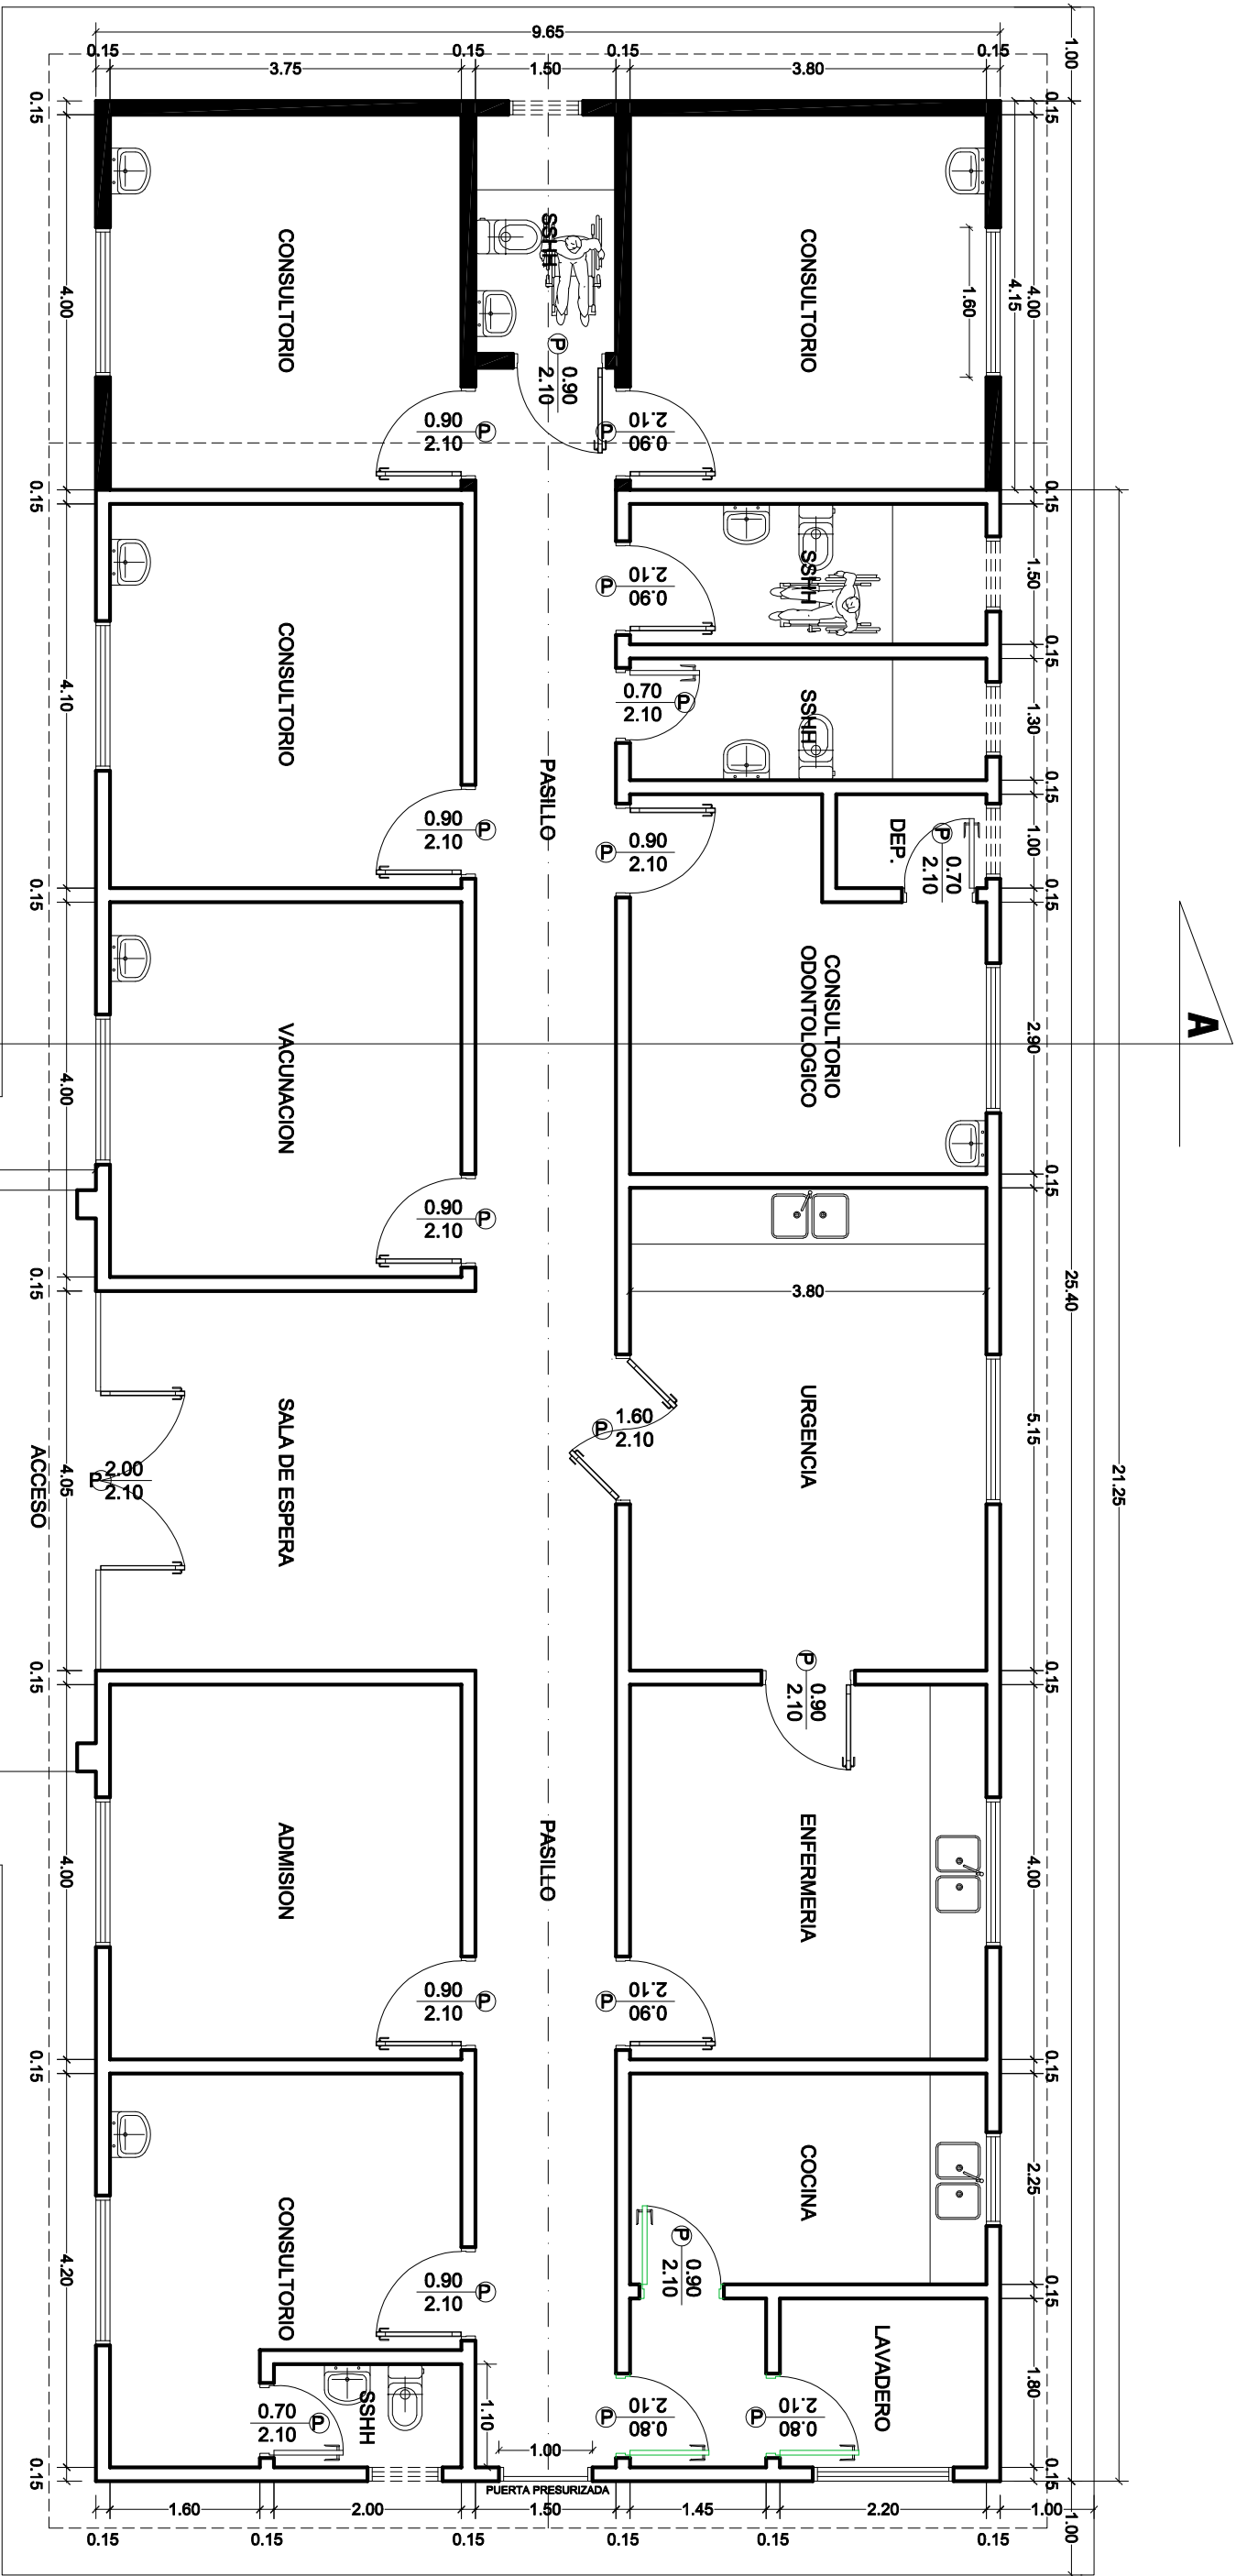 9.65
0.15
3.75
0.15
1.50
0.15
3.80
0.15
1.00
0.15
4.00
0.15
4.10
0.15
4.00
0.15
4.05
0.15
4.00
0.15
4.20
0.15
0.15
4.00
4.15
1.60
0.15
1.50
0.15
1.30
0.15
1.00
0.15
2.90
0.15
5.15
0.15
4.00
0.15
2.25
0.15
1.80
0.15
25.40
21.25
1.00
A
CONSULTORIO
SSHH
P
0.90
2.10
CONSULTORIO
P
0.90
2.10
P
0.90
2.10
CONSULTORIO
P
0.90
2.10
PASILLO
SSHH
P
0.90
2.10
SSHH
P
0.70
2.10
DEP.
P
0.70
2.10
CONSULTORIO
ODONTOLOGICO
P
0.90
2.10
VACUNACION
P
0.90
2.10
3.80
URGENCIA
P
1.60
2.10
SALA DE ESPERA
P
2.00
2.10
ACCESO
P
0.90
2.10
ENFERMERIA
P
0.90
2.10
PASILLO
ADMISION
P
0.90
2.10
COCINA
P
0.90
2.10
LAVADERO
P
0.80
2.10
P
0.80
2.10
CONSULTORIO
P
0.90
2.10
SSHH
P
0.70
2.10
1.10
1.00
PUERTA PRESURIZADA
1.60
2.00
1.50
1.45
2.20
1.00
0.15
0.15
0.15
0.15
0.15
0.15